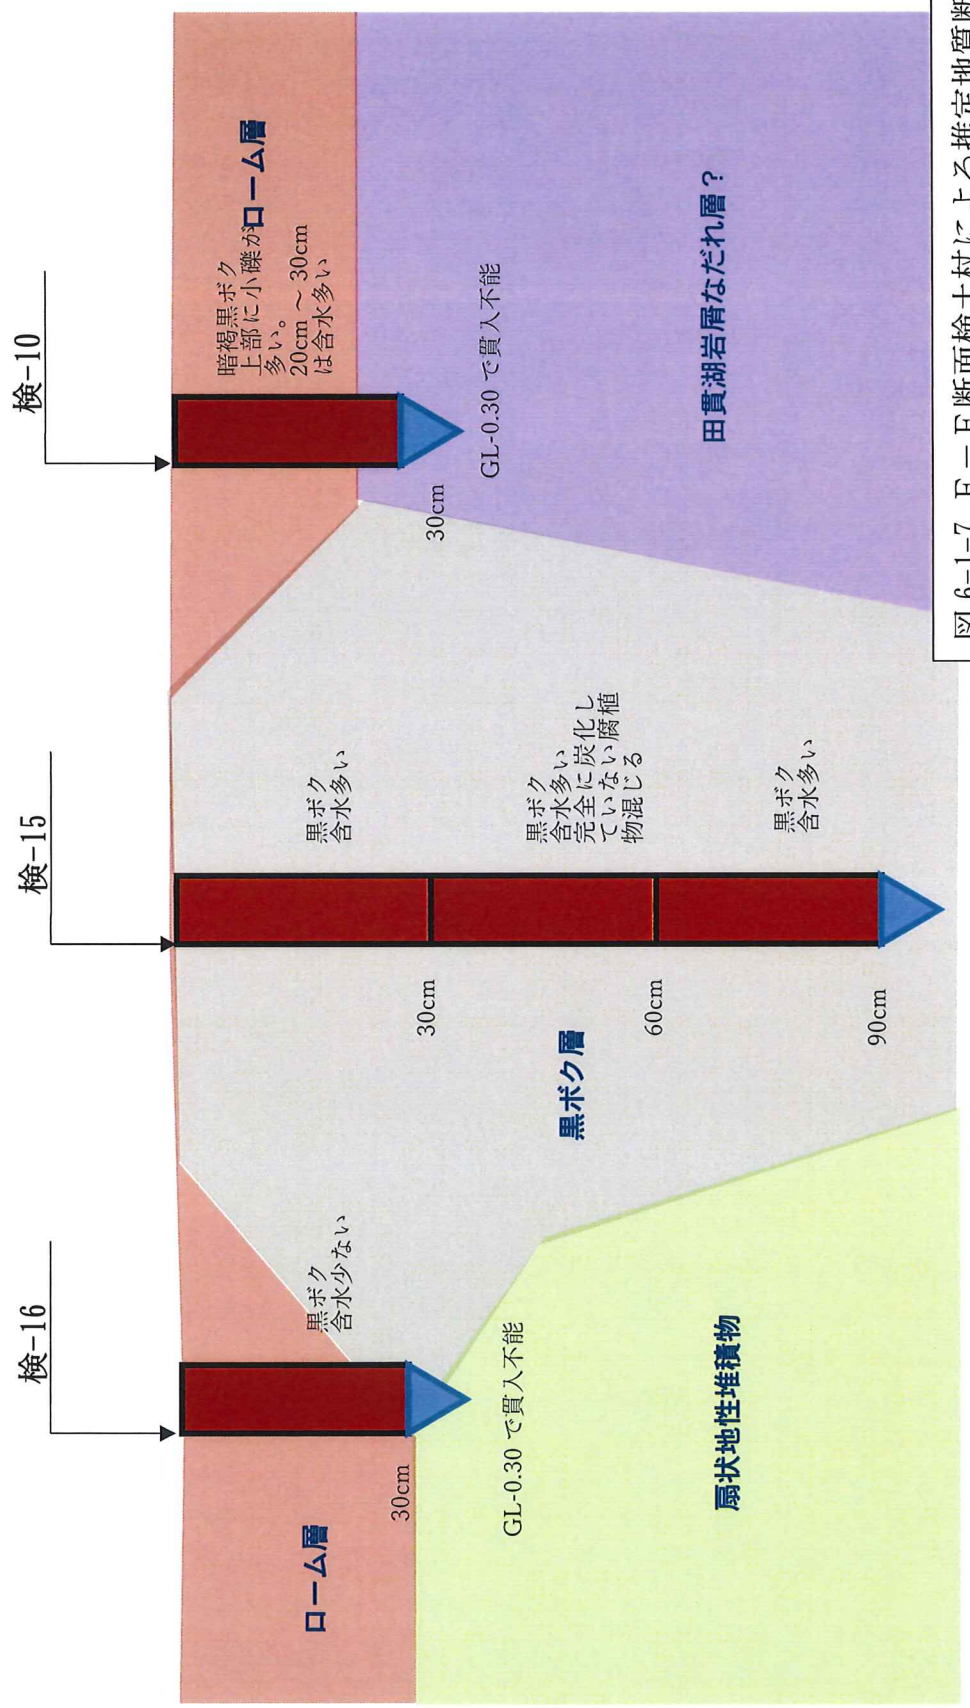 検-16
検-15
検-10
ローム層
黒ボク
含水少ない
30cm
GL-0.30 で貫入不能
扇状地性堆積物
黒ボク
含水多い
30cm
黒ボク
含水多い
完全に炭化し
ていない腐植
物混じる
60cm
黒ボク
含水多い
90cm
黒ボク層
暗褐黒ボク
上部に小礫が
多い。
20cm ~ 30cm
は含水多い
ローム層
30cm
GL-0.30 で貫入不能
田貫湖岩屑なだれ層？
図 6-1-7
断面検土杖による推定地質断